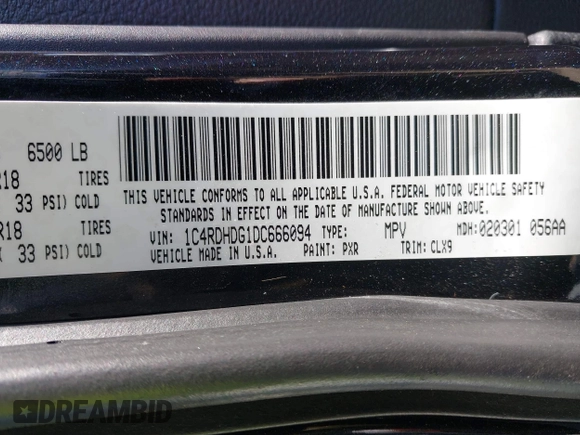 6500 LB
R18 TIRES
33 PSI) COLD
R18 TIRES
33 PSI) COLD
THIS VEHICLE CONFORMS TO ALL APPLICABLE U.S.A. FEDERAL MOTOR VEHICLE SAFETY
STANDARDS IN EFFECT ON THE DATE OF MANUFACTURE SHOWN ABOVE.
VIN: 1C4RDHDG1DC666094 TYPE: MPV MDH:020301 056AA
VEHICLE MADE IN U.S.A. PAINT: PXR TRIM: CLX9
DREAMBID